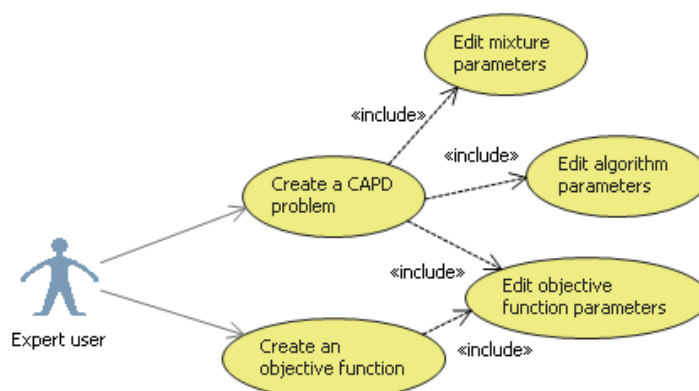 Edit mixture
parameters
«include»
«include»
Edit algorithm
parameters
Create a CAPD
problem
«include»
Edit objective
function parameters
Expert user
Create an
objective function
«include»